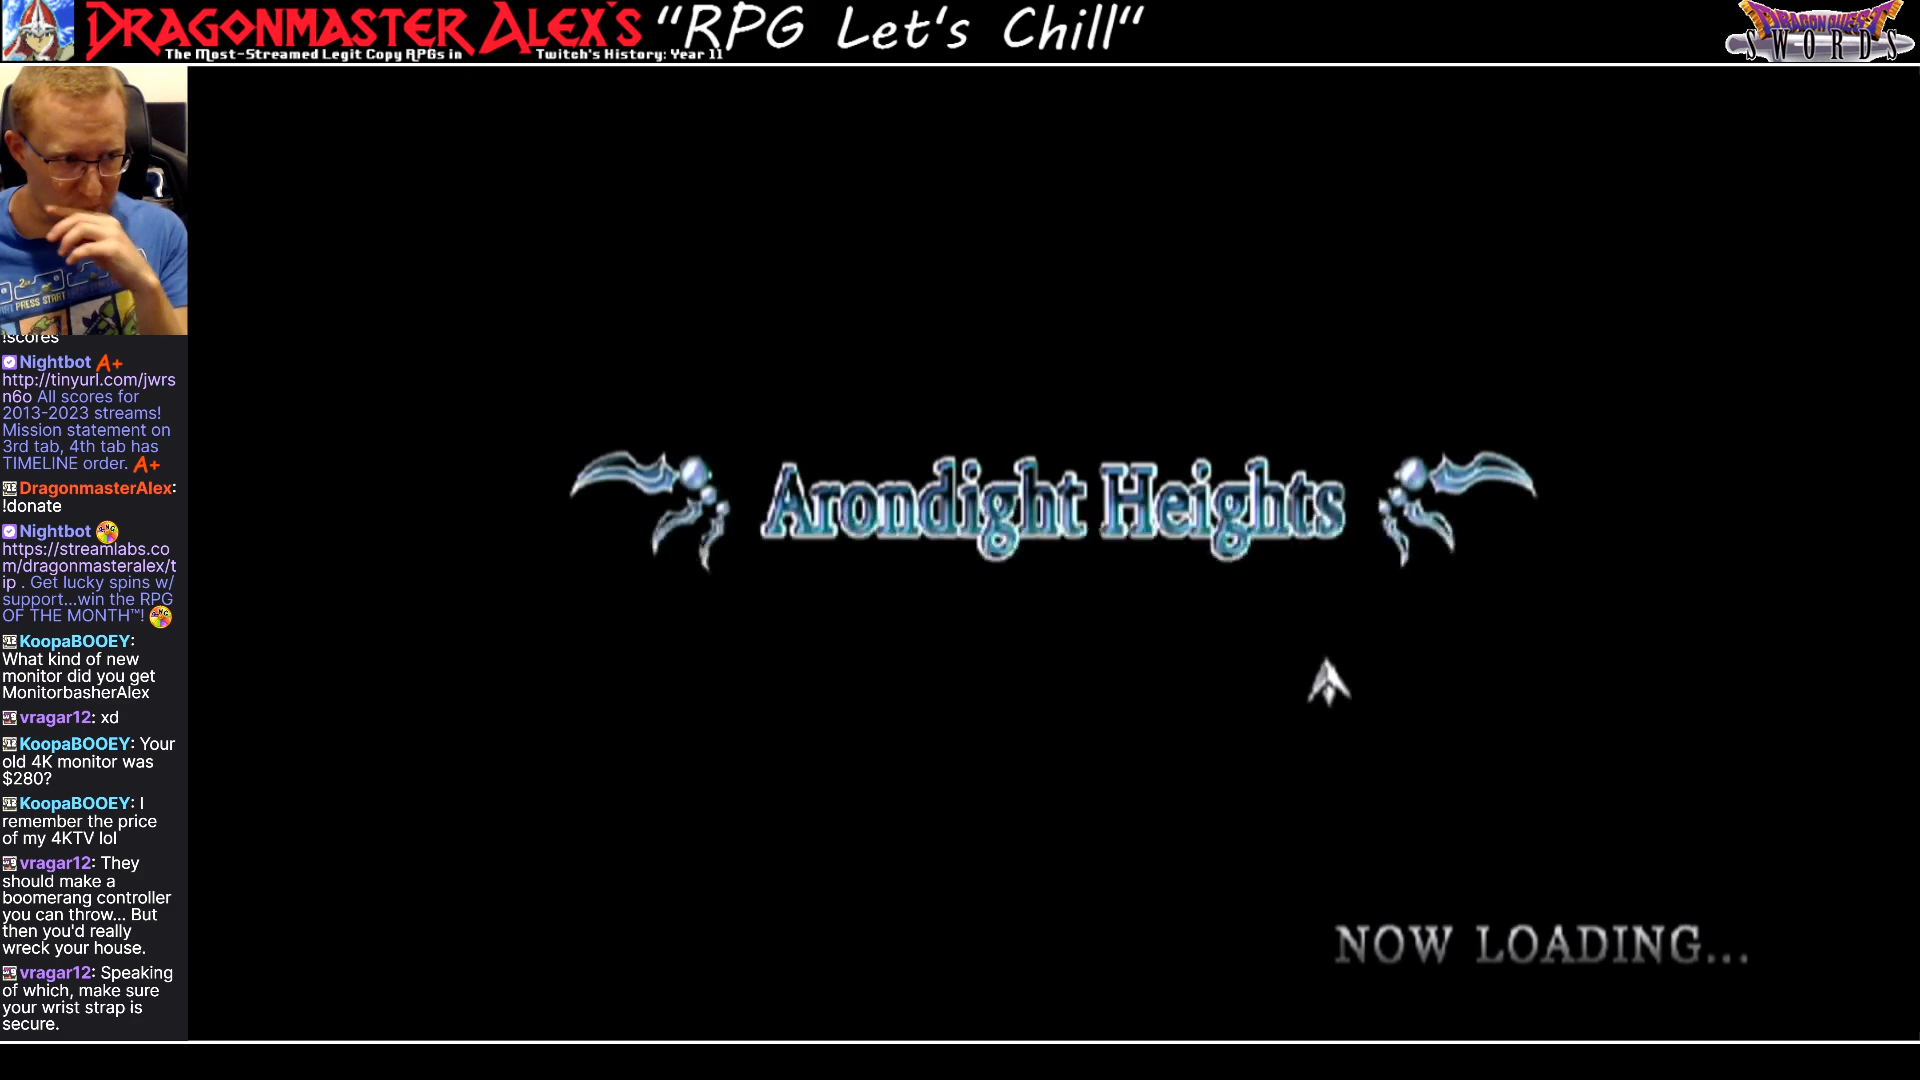 DRAGONMASTER ALEX'S "RPG Let's Chill"
The Most-Streamed Legit Copy RPGs in Twitch's History: Year 11
DRAGON QUEST
SWORDS
PRESS START
!scores
Nightbot A+
http://tinyurl.com/jwrs
n6o All scores for
2013-2023 streams!
Mission statement on
3rd tab, 4th tab has
TIMELINE order. A+
DragonmasterAlex:
!donate
Nightbot
https://streamlabs.co
m/dragonmasteralex/t
ip . Get lucky spins w/
support...win the RPG
OF THE MONTH™!
KoopaBOOEY:
What kind of new
monitor did you get
MonitorbasherAlex
vragar12: xd
KoopaBOOEY: Your
old 4K monitor was
$280?
KoopaBOOEY: I
remember the price
of my 4KTV lol
vragar12: They
should make a
boomerang controller
you can throw... But
then you'd really
wreck your house.
vragar12: Speaking
of which, make sure
your wrist strap is
secure.
Arondight Heights
NOW LOADING...